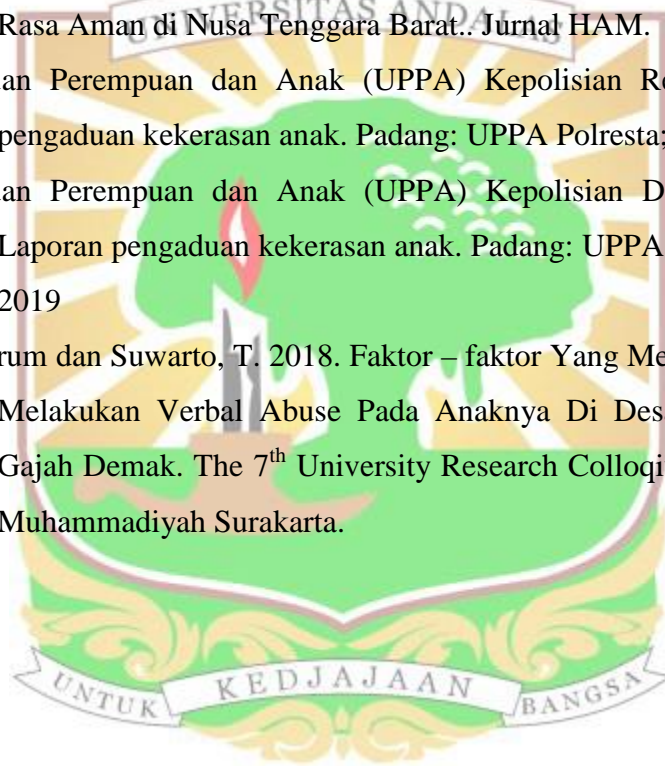 UNIVERSITAS ANDALAS
Rasa Aman di Nusa Tenggara Barat.. Jurnal HAM.
an Perempuan dan Anak (UPPA) Kepolisian Re
pengaduan kekerasan anak. Padang: UPPA Polresta;
an Perempuan dan Anak (UPPA) Kepolisian D
Laporan pengaduan kekerasan anak. Padang: UPPA
2019
rum dan Suwarto, T. 2018. Faktor – faktor Yang Me
Melakukan Verbal Abuse Pada Anaknya Di Des
Gajah Demak. The 7th University Research Colloqi
Muhammadiyah Surakarta.
UNTUK KEDJAJAAN BANGSA